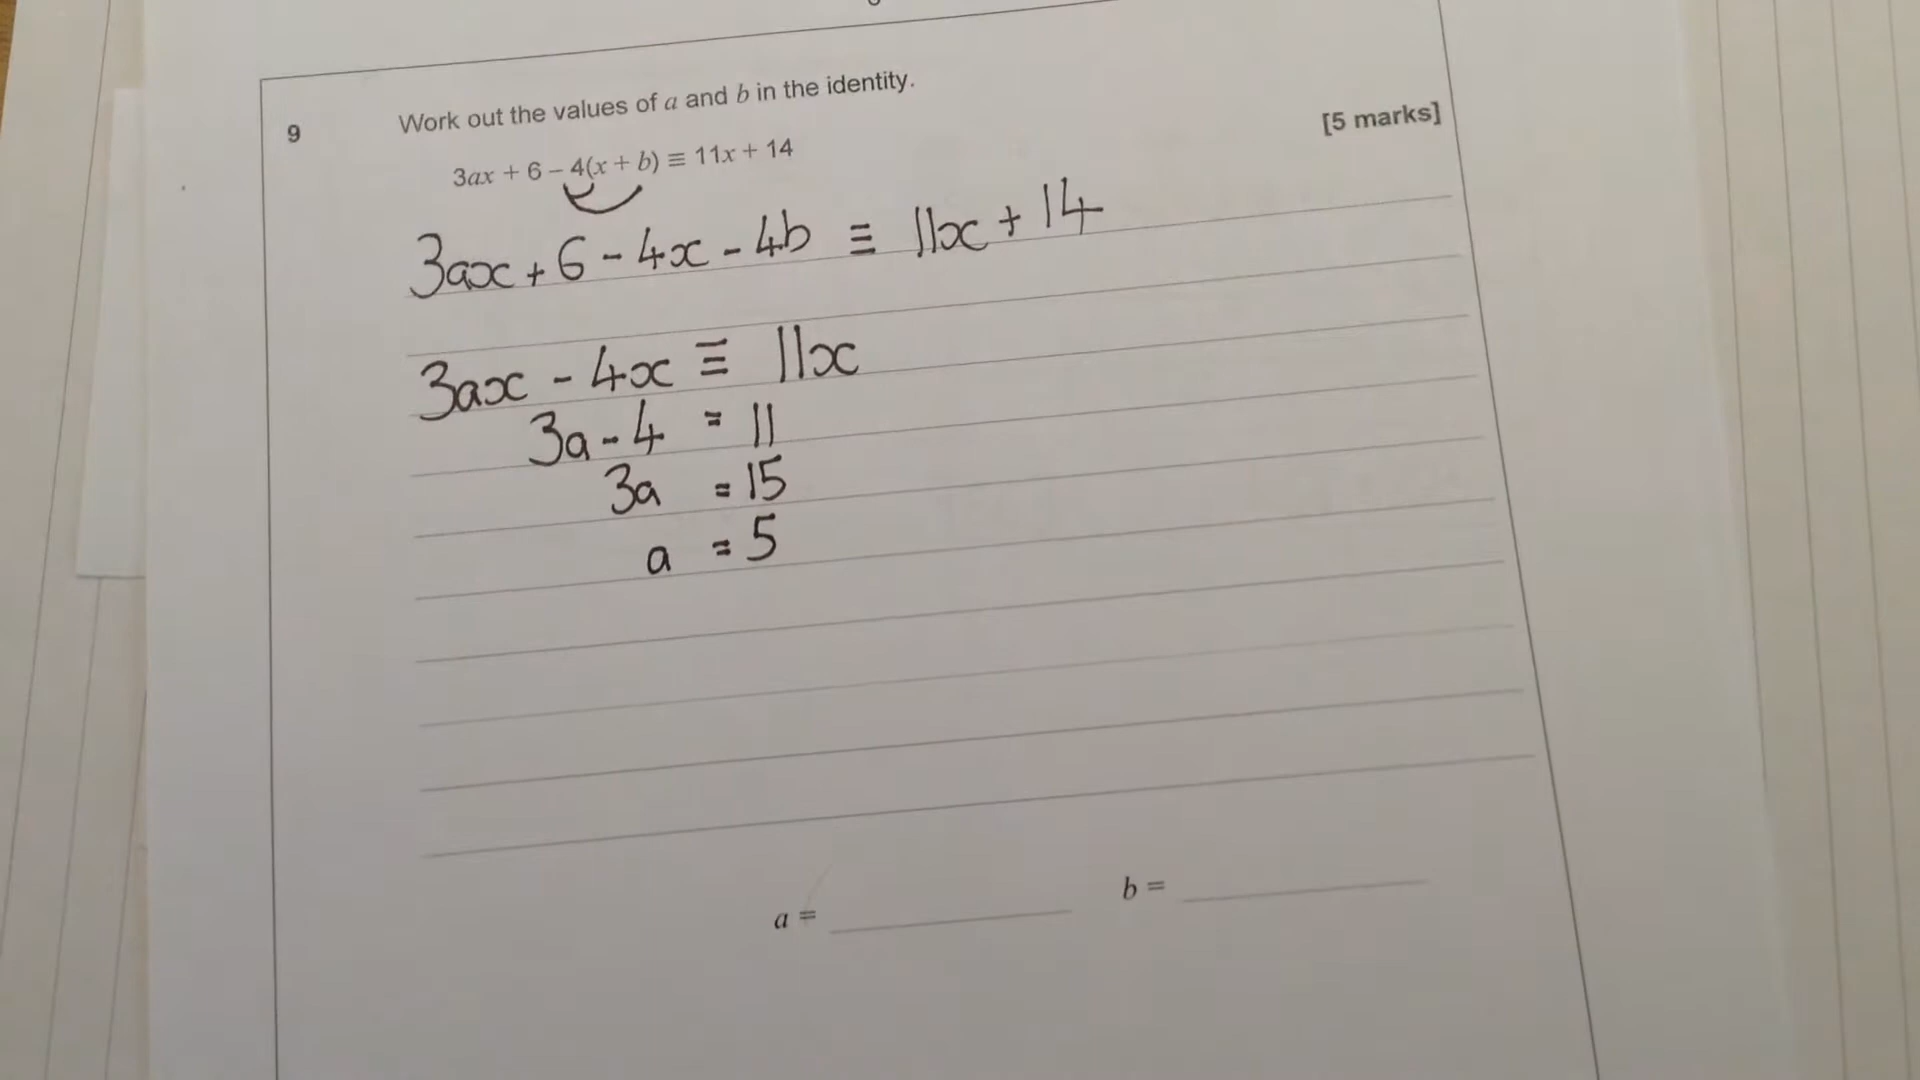 9 Work out the values of a and b in the identity.
[5 marks]
3ax + 6 – 4(x + b) ≡ 11x + 14
3ax + 6 - 4x - 4b ≡ 11x + 14
3ax - 4x ≡ 11x
3a - 4 = 11
3a = 15
a = 5
a = b =